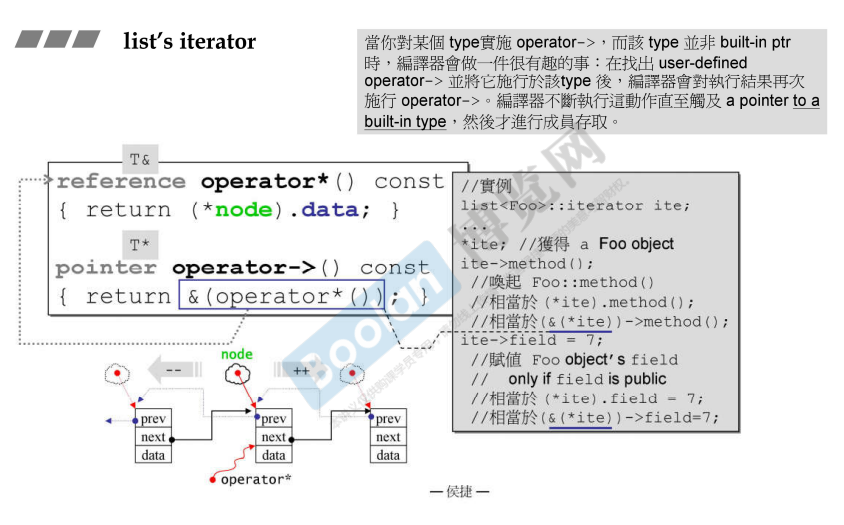 list's iterator
當你對某個 type實施 operator->，而該 type 並非 built-in ptr
時，編譯器會做一件很有趣的事：在找出 user-defined
operator-> 並將它施行於該type 後，編譯器會對執行結果再次
施行 operator->。編譯器不斷執行這動作直至觸及 a pointer to a
built-in type，然後才進行成員存取。
T&
reference operator*() const
{ return (*node).data; }
T*
pointer operator->() const
{ return &(operator*()); }
//實例
list<Foo>::iterator ite;
...
*ite; //獲得 a Foo object
ite->method();
//喚起 Foo::method()
//相當於 (*ite).method();
//相當於(&(*ite))->method();
ite->field = 7;
//賦值 Foo object's field
// only if field is public
//相當於 (*ite).field = 7;
//相當於(&(*ite))->field=7;
node
--
++
prev
next
data
prev
next
data
prev
next
data
operator*
— 侯捷 —
Boolan
博览网